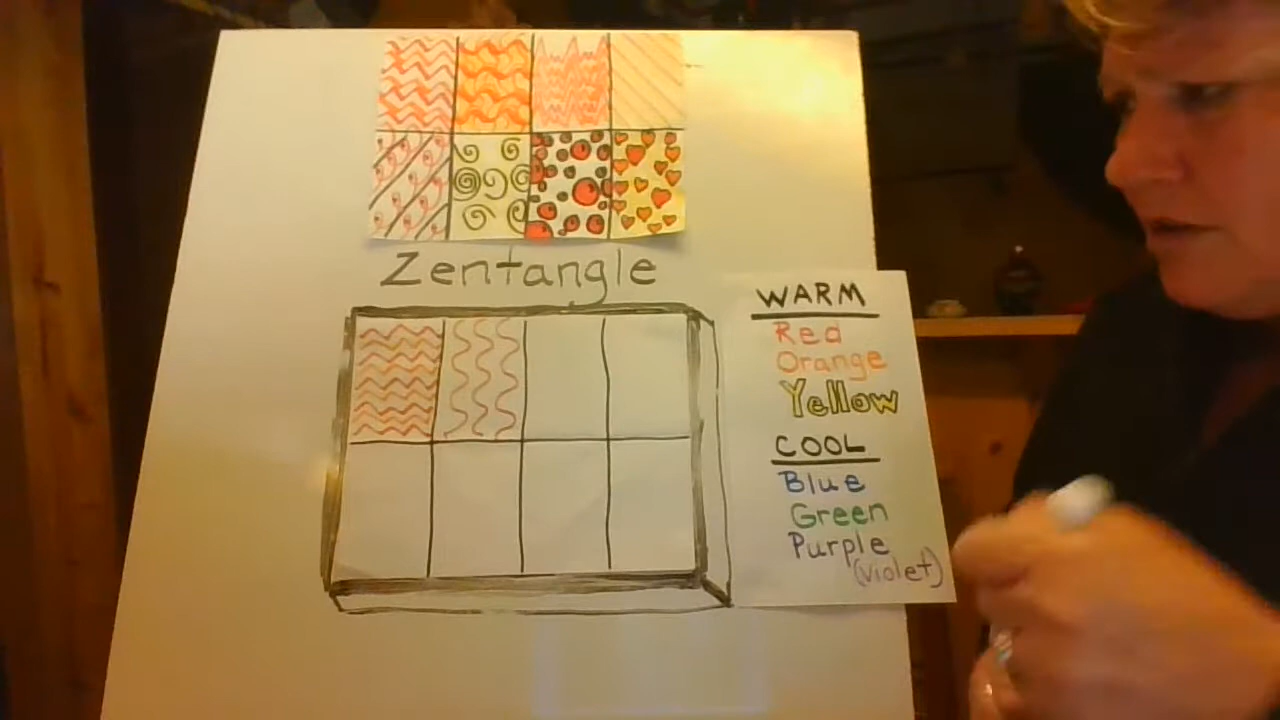 Zentangle
WARM
Red
Orange
Yellow
COOL
Blue
Green
Purple
(Violet)